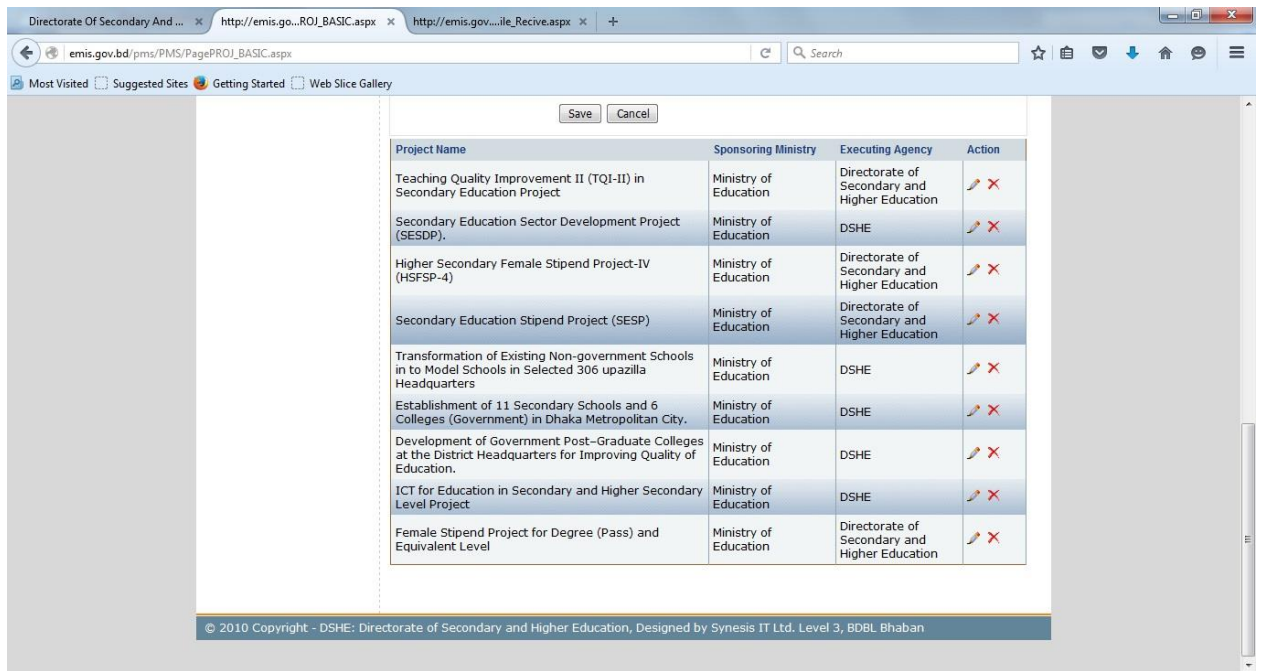 Directorate Of Secondary And ...
http://emis.go...ROJ_BASIC.aspx
http://emis.gov....ile_Recive.aspx
emis.gov.bd/pms/PMS/PagePROJ_BASIC.aspx
Search
Most Visited
Suggested Sites
Getting Started
Web Slice Gallery
Save
Cancel
Project Name
Sponsoring Ministry
Executing Agency
Action
Teaching Quality Improvement II (TQI-II) in
Secondary Education Project
Ministry of
Education
Directorate of
Secondary and
Higher Education
Secondary Education Sector Development Project
(SESDP).
Ministry of
Education
DSHE
Higher Secondary Female Stipend Project-IV
(HSFSP-4)
Ministry of
Education
Directorate of
Secondary and
Higher Education
Secondary Education Stipend Project (SESP)
Ministry of
Education
Directorate of
Secondary and
Higher Education
Transformation of Existing Non-government Schools
in to Model Schools in Selected 306 upazilla
Headquarters
Ministry of
Education
DSHE
Establishment of 11 Secondary Schools and 6
Colleges (Government) in Dhaka Metropolitan City.
Ministry of
Education
DSHE
Development of Government Post–Graduate Colleges
at the District Headquarters for Improving Quality of
Education.
Ministry of
Education
DSHE
ICT for Education in Secondary and Higher Secondary
Level Project
Ministry of
Education
DSHE
Female Stipend Project for Degree (Pass) and
Equivalent Level
Ministry of
Education
Directorate of
Secondary and
Higher Education
© 2010 Copyright - DSHE: Directorate of Secondary and Higher Education, Designed by Synesis IT Ltd. Level 3, BDBL Bhaban